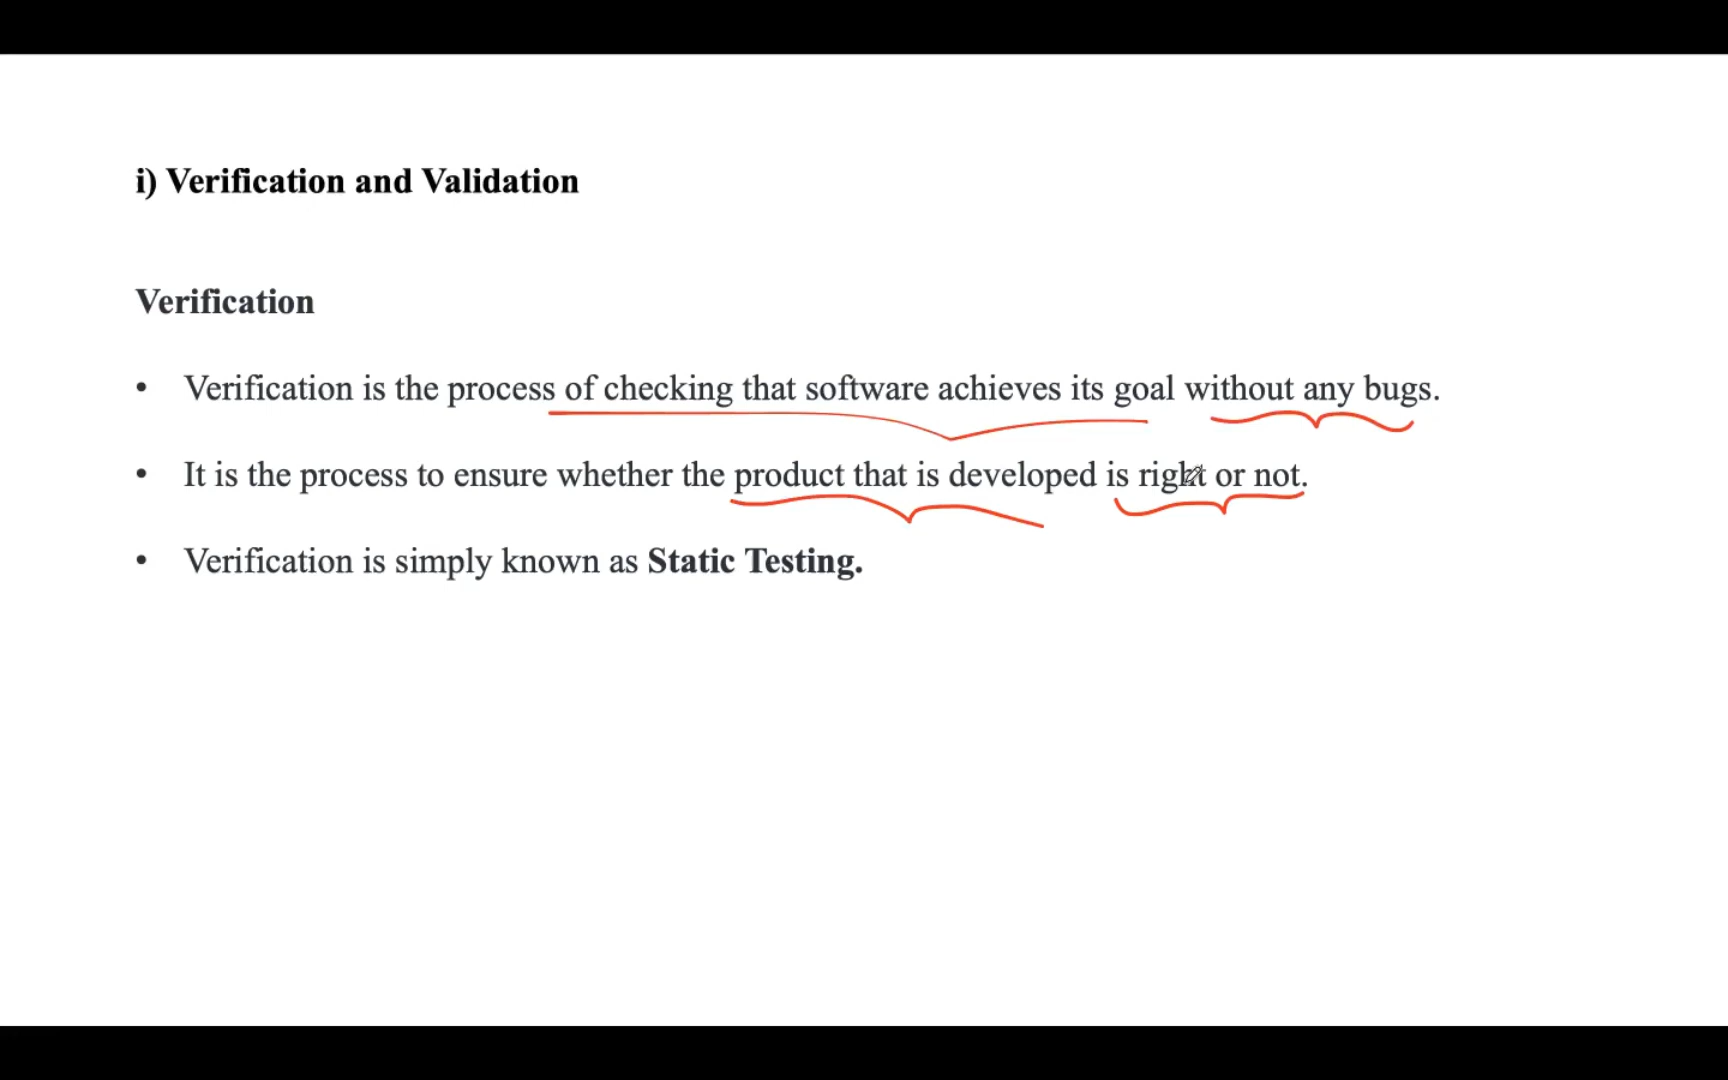 i) Verification and Validation
Verification
• Verification is the process of checking that software achieves its goal without any bugs.
• It is the process to ensure whether the product that is developed is right or not.
• Verification is simply known as Static Testing.